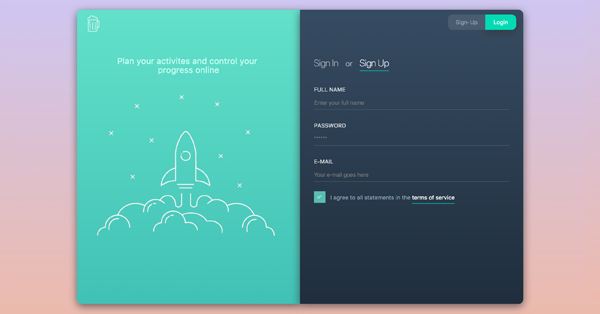 Sign-Up
Login
Plan your activites and control your
progress online
Sign In or Sign Up
FULL NAME
Enter your full name
PASSWORD
E-MAIL
Your e-mail goes here
I agree to all statements in the terms of service